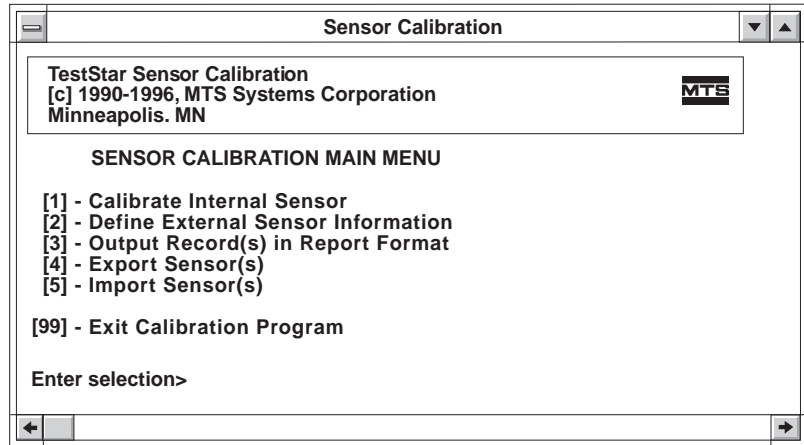 Sensor Calibration
TestStar Sensor Calibration
[c] 1990-1996, MTS Systems Corporation
Minneapolis. MN
MTS
SENSOR CALIBRATION MAIN MENU
[1] - Calibrate Internal Sensor
[2] - Define External Sensor Information
[3] - Output Record(s) in Report Format
[4] - Export Sensor(s)
[5] - Import Sensor(s)
[99] - Exit Calibration Program
Enter selection>